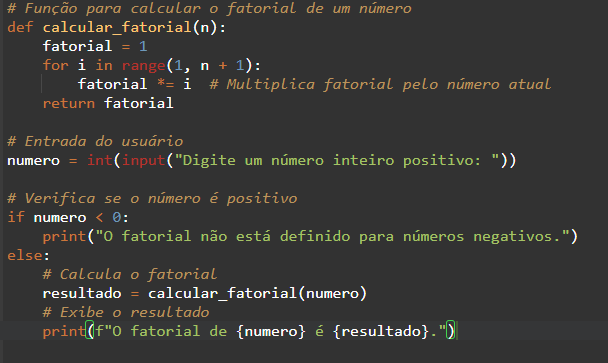 # Função para calcular o fatorial de um número
def calcular_fatorial(n):
    fatorial = 1
    for i in range(1, n + 1):
        fatorial *= i  # Multiplica fatorial pelo número atual
    return fatorial

# Entrada do usuário
numero = int(input("Digite um número inteiro positivo: "))

# Verifica se o número é positivo
if numero < 0:
    print("O fatorial não está definido para números negativos.")
else:
    # Calcula o fatorial
    resultado = calcular_fatorial(numero)
    # Exibe o resultado
    print(f"O fatorial de {numero} é {resultado}.")